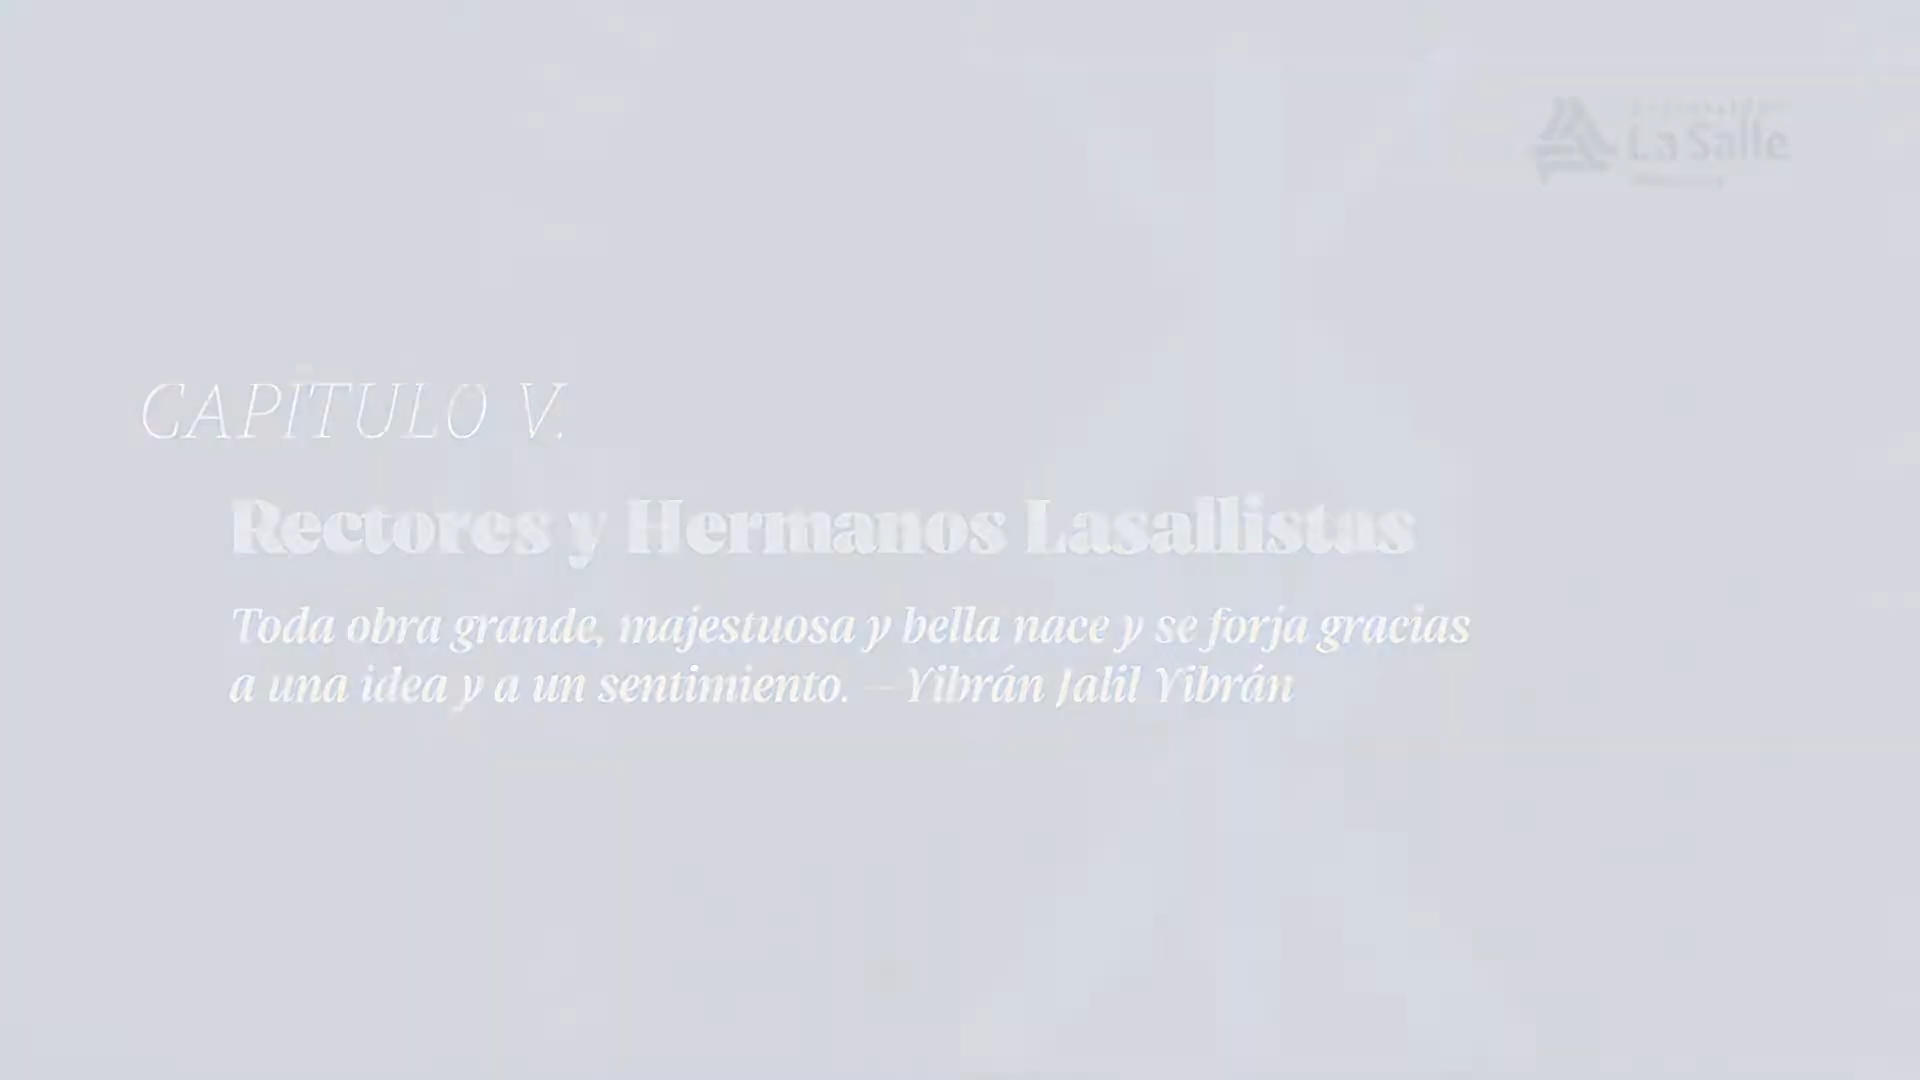 La Salle
CAPÍTULO V.
Rectores y Hermanos Lasallistas
Toda obra grande, majestuosa y bella nace y se forja gracias
a una idea y a un sentimiento. — Yibrán Jalil Yibrán